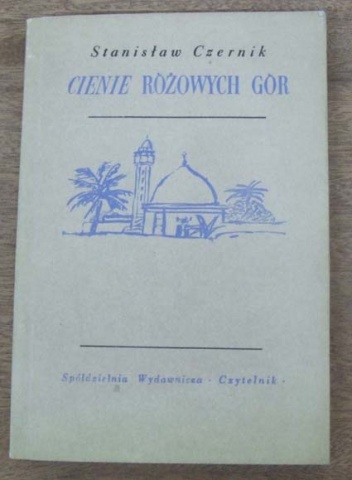 Stanisław Czernik
CIENIE RÓŻOWYCH GÓR
Spółdzielnia Wydawnicza · Czytelnik ·